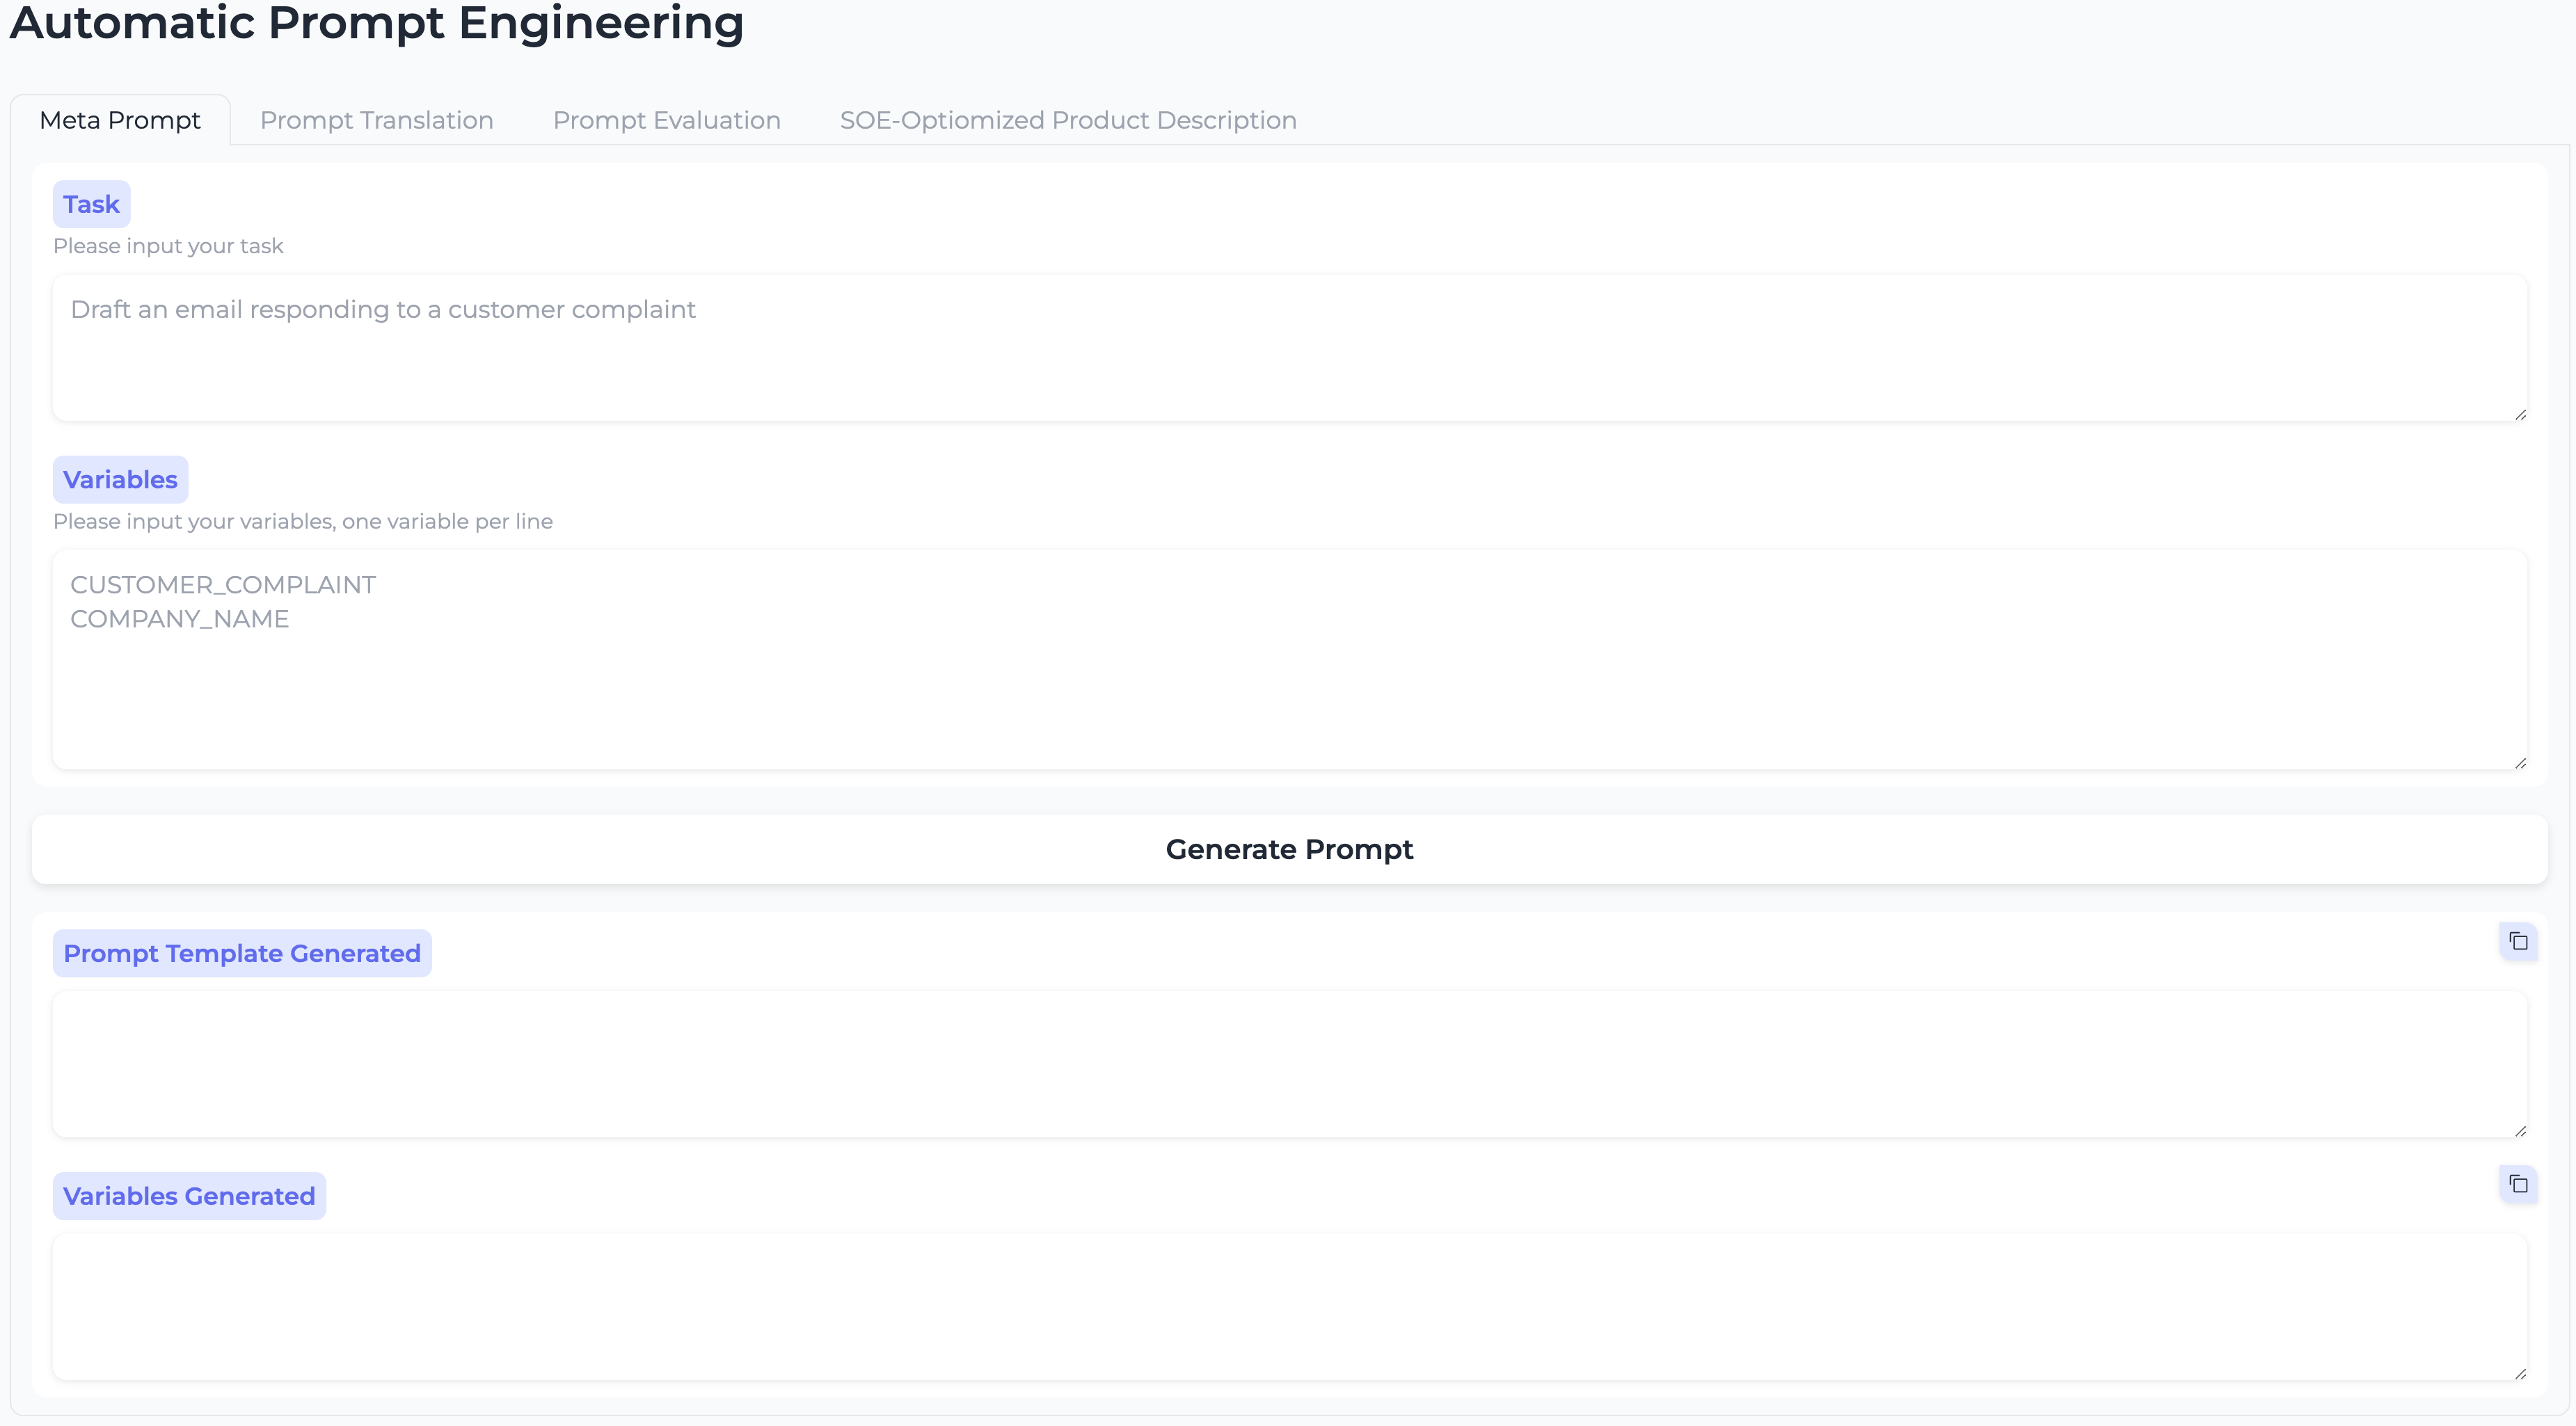 Automatic Prompt Engineering
Meta Prompt
Prompt Translation
Prompt Evaluation
SOE-Optiomized Product Description
Task
Please input your task
Draft an email responding to a customer complaint
Variables
Please input your variables, one variable per line
CUSTOMER_COMPLAINT
COMPANY_NAME
Generate Prompt
Prompt Template Generated
Variables Generated